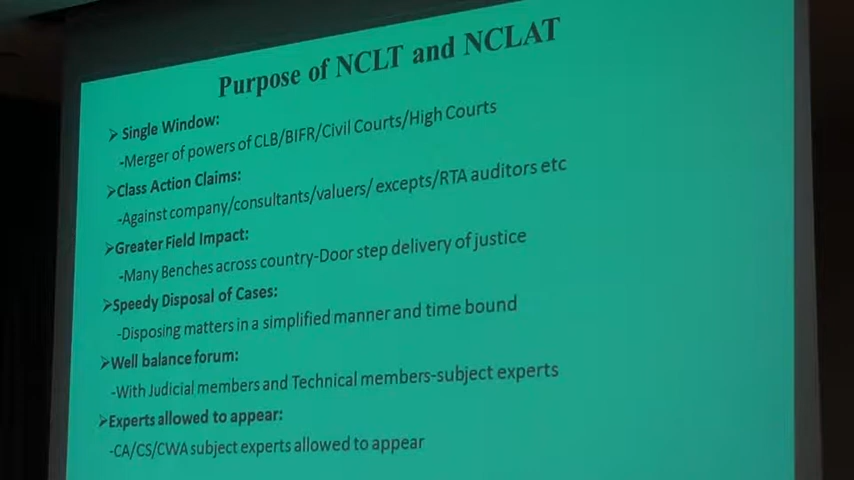 Purpose of NCLT and NCLAT
➢ Single Window:
-Merger of powers of CLB/BIFR/Civil Courts/High Courts
➢Class Action Claims:
-Against company/consultants/valuers/ excepts/RTA auditors etc
➢Greater Field Impact:
-Many Benches across country-Door step delivery of justice
➢Speedy Disposal of Cases:
-Disposing matters in a simplified manner and time bound
➢Well balance forum:
-With Judicial members and Technical members-subject experts
➢Experts allowed to appear:
-CA/CS/CWA subject experts allowed to appear